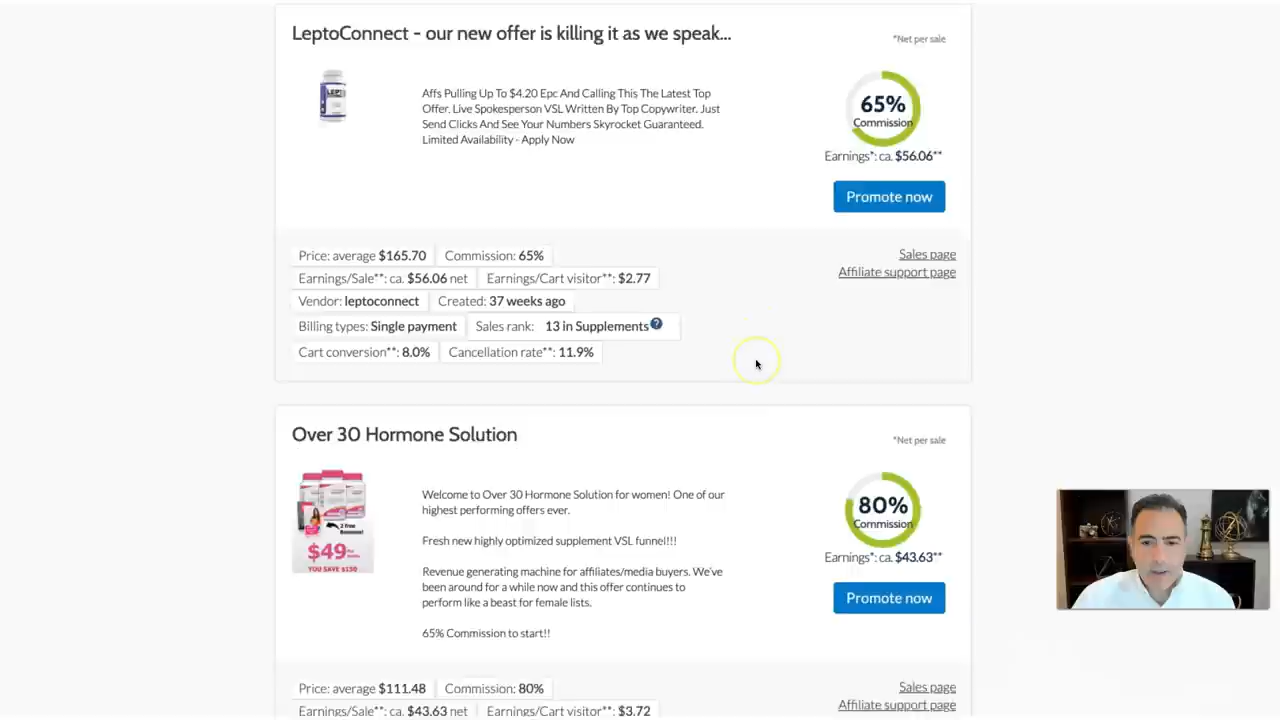 LeptoConnect - our new offer is killing it as we speak...
*Net per sale
LEPT
Affs Pulling Up To $4.20 Epc And Calling This The Latest Top
Offer. Live Spokesperson VSL Written By Top Copywriter. Just
Send Clicks And See Your Numbers Skyrocket Guaranteed.
Limited Availability - Apply Now
65%
Commission
Earnings*: ca. $56.06**
Promote now
Price: average $165.70 Commission: 65%
Earnings/Sale**: ca. $56.06 net Earnings/Cart visitor**: $2.77
Vendor: leptoconnect Created: 37 weeks ago
Billing types: Single payment Sales rank: 13 in Supplements ?
Cart conversion**: 8.0% Cancellation rate**: 11.9%
Sales page
Affiliate support page
Over 30 Hormone Solution
*Net per sale
2 free
$49
YOU SAVE $150
Welcome to Over 30 Hormone Solution for women! One of our
highest performing offers ever.
Fresh new highly optimized supplement VSL funnel!!!
Revenue generating machine for affiliates/media buyers. We've
been around for a while now and this offer continues to
perform like a beast for female lists.
65% Commission to start!!
80%
Commission
Earnings*: ca. $43.63**
Promote now
Price: average $111.48 Commission: 80%
Earnings/Sale**: ca. $43.63 net Earnings/Cart visitor**: $3.72
Sales page
Affiliate support page